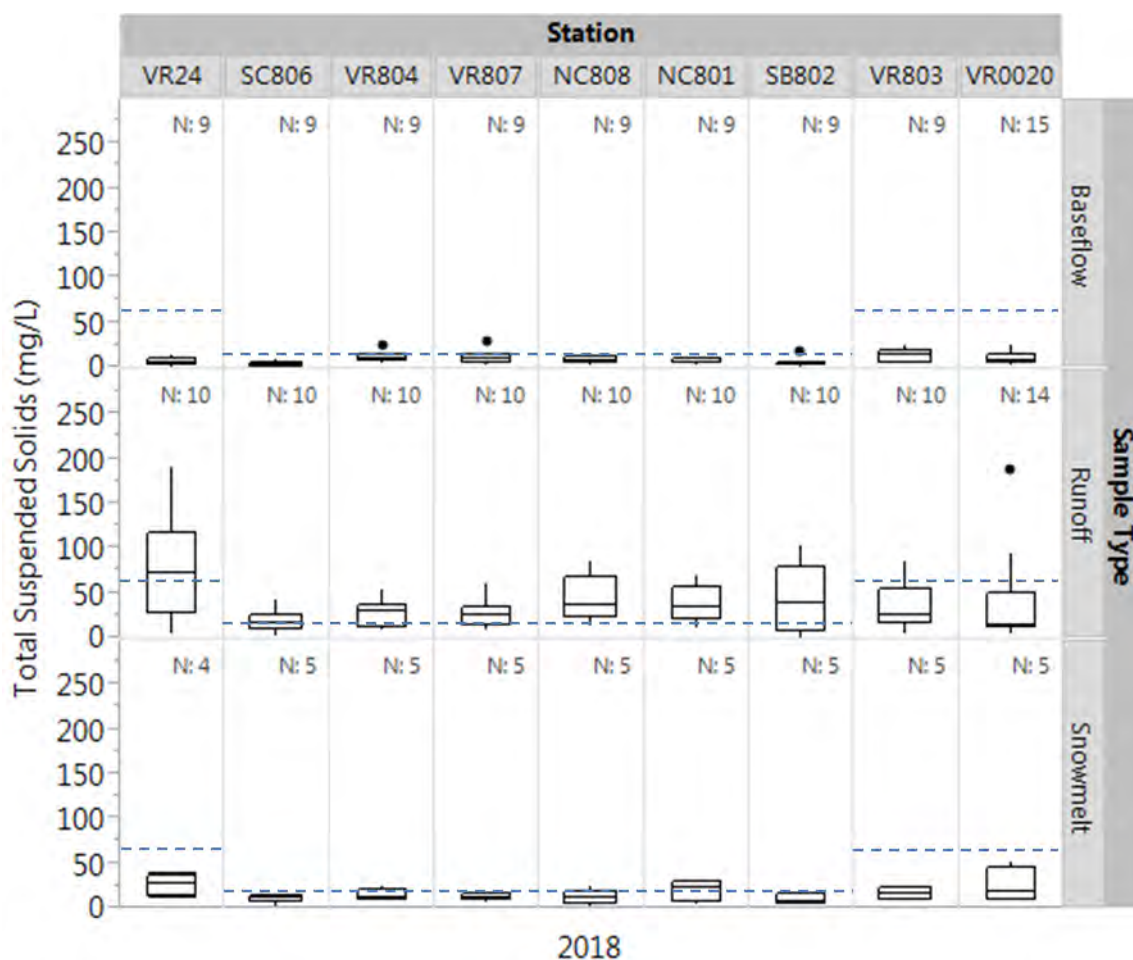 Station
VR24 SC806 VR804 VR807 NC808 NC801 SB802 VR803 VR0020
N: 9 N: 9 N: 9 N: 9 N: 9 N: 9 N: 9 N: 9 N: 15
250
200
150
100
50
0
Baseflow
N: 10 N: 10 N: 10 N: 10 N: 10 N: 10 N: 10 N: 10 N: 14
250
200
150
100
50
0
Runoff
N: 4 N: 5 N: 5 N: 5 N: 5 N: 5 N: 5 N: 5 N: 5
250
200
150
100
50
0
Snowmelt
Total Suspended Solids (mg/L)
Sample Type
2018